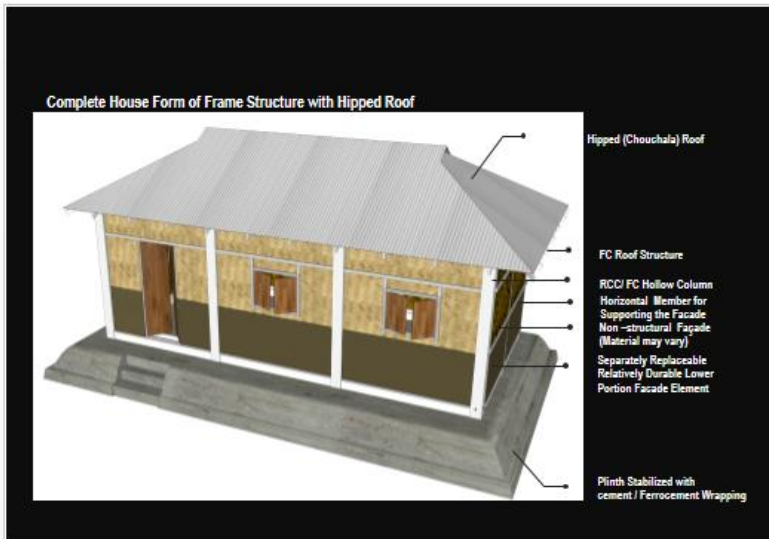 Complete House Form of Frame Structure with Hipped Roof
Hipped (Chouchala) Roof
FC Roof Structure
RCC/ FC Hollow Column
Horizontal Member for
Supporting the Facade
Non –structural Façade
(Material may vary)
Separately Replaceable
Relatively Durable Lower
Portion Facade Element
Plinth Stabilized with
cement / Ferrocement Wrapping